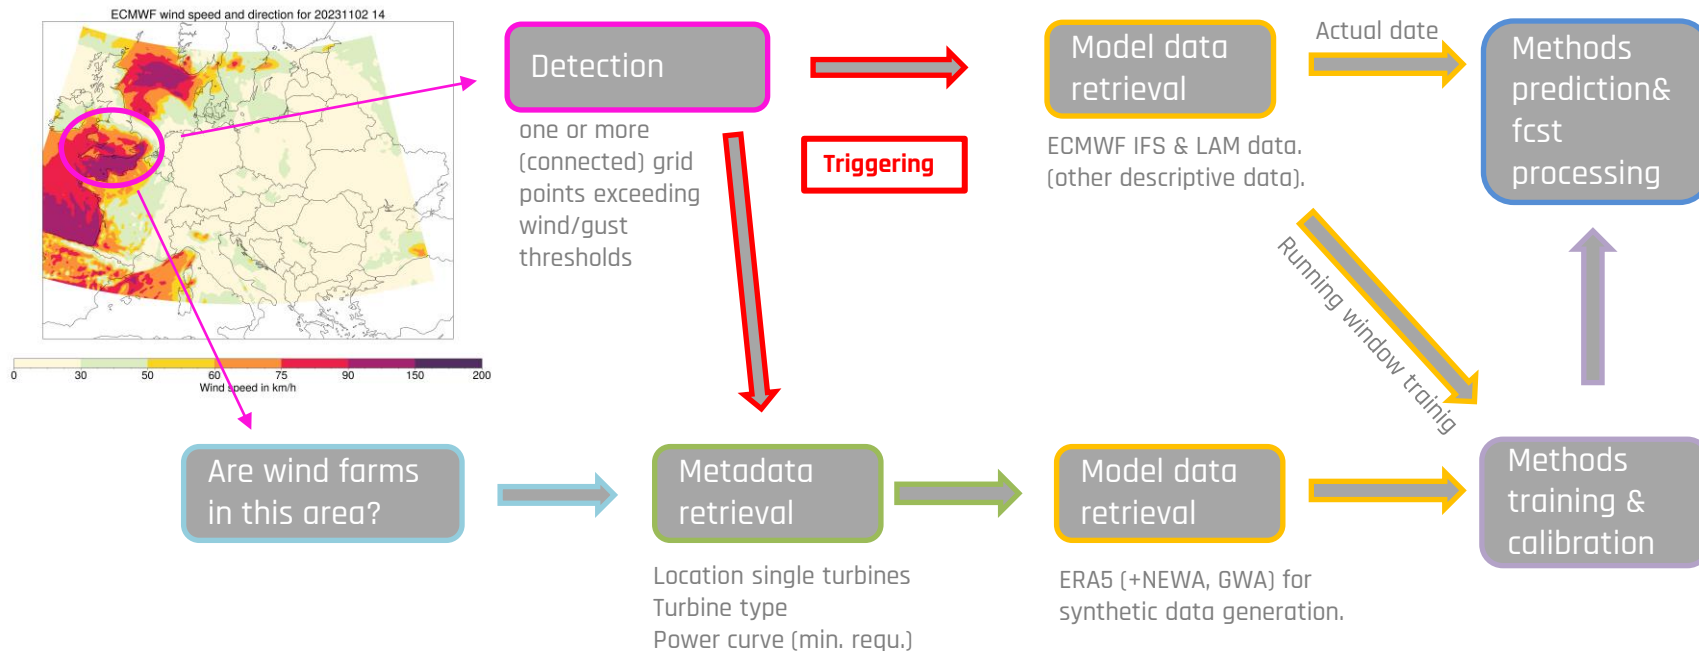 ECMWF wind speed and direction for 20231102 14
0 30 50 60 75 90 150 200
Wind speed in km/h
Detection
one or more
(connected) grid
points exceeding
wind/gust
thresholds
Triggering
Model data
retrieval
ECMWF IFS & LAM data.
(other descriptive data).
Actual date
Methods
prediction&
fcst
processing
Running window trainig
Are wind farms
in this area?
Metadata
retrieval
Location single turbines
Turbine type
Power curve (min. requ.)
Model data
retrieval
ERA5 (+NEWA, GWA) for
synthetic data generation.
Methods
training &
calibration